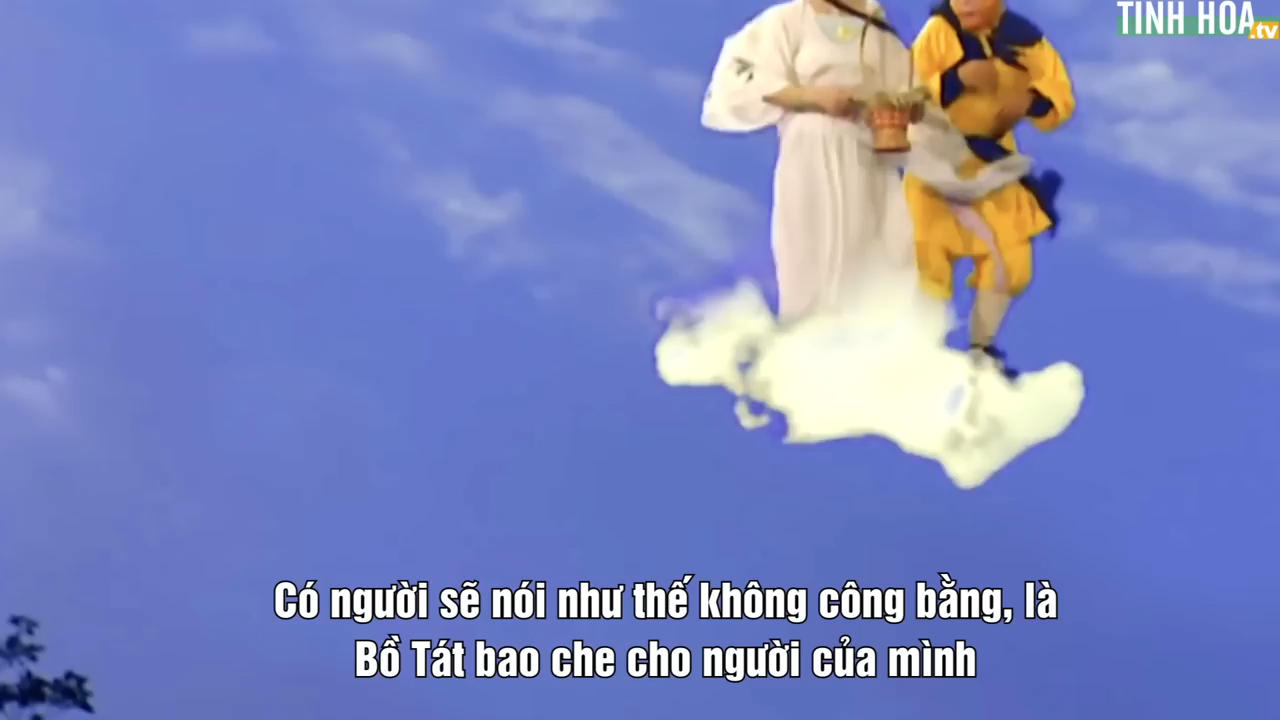 TINH HOA.tv
Có người sẽ nói như thế không công bằng, là
Bồ Tát bao che cho người của mình